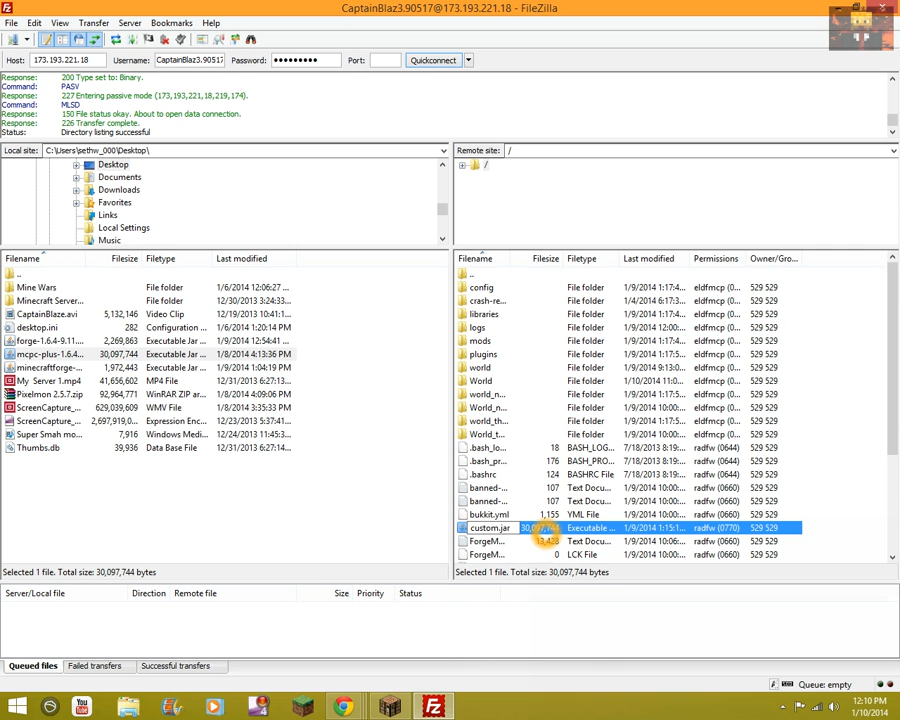 CaptainBlaz3.90517@173.193.221.18 - FileZilla
File Edit View Transfer Server Bookmarks Help
Host: 173.193.221.18 Username: CaptainBlaz3.90517 Password: ●●●●●●●●● Port: Quickconnect
Response: 200 Type set to: Binary.
Command: PASV
Response: 227 Entering passive mode (173,193,221,18,219,174).
Command: MLSD
Response: 150 File status okay. About to open data connection.
Response: 226 Transfer complete.
Status: Directory listing successful
Local site: C:\Users\sethw_000\Desktop\ Remote site: /
Desktop /
Documents
Downloads
Favorites
Links
Local Settings
Music
Filename Filesize Filetype Last modified
..
Mine Wars File folder 1/6/2014 12:06:27 ...
Minecraft Server... File folder 12/30/2013 3:24:33...
CaptainBlaze.avi 5,132,146 Video Clip 12/19/2013 10:41:1...
desktop.ini 282 Configuration ... 1/6/2014 1:20:14 PM
forge-1.6.4-9.11.... 2,269,863 Executable Jar ... 1/9/2014 12:54:41 ...
mcpc-plus-1.6.4... 30,097,744 Executable Jar ... 1/8/2014 4:13:36 PM
minecraftforge-... 1,972,443 Executable Jar ... 1/9/2014 1:04:19 PM
My Server 1.mp4 41,656,602 MP4 File 12/31/2013 6:27:13...
Pixelmon 2.5.7.zip 92,964,771 WinRAR ZIP ar... 1/8/2014 4:09:06 PM
ScreenCapture_... 629,039,609 WMV File 1/8/2014 3:35:33 PM
ScreenCapture_... 2,697,919,0... Expression Enc... 12/23/2013 5:37:41...
Super Smah mo... 7,916 Windows Medi... 12/24/2013 11:45:3...
Thumbs.db 39,936 Data Base File 12/31/2013 6:27:14...
Selected 1 file. Total size: 30,097,744 bytes
Filename Filesize Filetype Last modified Permissions Owner/Gro...
..
config File folder 1/9/2014 1:17:4... eldfmcp (0... 529 529
crash-re... File folder 1/4/2014 6:17:3... eldfmcp (0... 529 529
libraries File folder 1/9/2014 1:17:4... eldfmcp (0... 529 529
logs File folder 1/9/2014 12:00:... eldfmcp (0... 529 529
mods File folder 1/9/2014 1:17:4... eldfmcp (0... 529 529
plugins File folder 1/9/2014 1:17:5... eldfmcp (0... 529 529
world File folder 1/9/2014 9:13:0... eldfmcp (0... 529 529
World File folder 1/10/2014 11:0... eldfmcp (0... 529 529
world_n... File folder 1/9/2014 1:17:5... eldfmcp (0... 529 529
World_n... File folder 1/9/2014 10:00:... eldfmcp (0... 529 529
world_th... File folder 1/9/2014 1:17:5... eldfmcp (0... 529 529
World_t... File folder 1/9/2014 10:00:... eldfmcp (0... 529 529
.bash_lo... 18 BASH_LOG... 7/18/2013 8:19:... radfw (0644) 529 529
.bash_pr... 176 BASH_PRO... 7/18/2013 8:19:... radfw (0644) 529 529
.bashrc 124 BASHRC File 7/18/2013 8:19:... radfw (0644) 529 529
banned-... 107 Text Docu... 1/9/2014 10:00:... radfw (0660) 529 529
banned-... 107 Text Docu... 1/9/2014 10:00:... radfw (0660) 529 529
bukkit.yml 1,155 YML File 1/9/2014 10:00:... radfw (0660) 529 529
custom.jar 30,097,744 Executable ... 1/9/2014 1:15:1... radfw (0770) 529 529
ForgeM... 13,428 Text Docu... 1/9/2014 10:06:... radfw (0660) 529 529
ForgeM... 0 LCK File 1/9/2014 10:00:... radfw (0660) 529 529
Selected 1 file. Total size: 30,097,744 bytes
Server/Local file Direction Remote file Size Priority Status
Queued files Failed transfers Successful transfers
Queue: empty
You Tube
12:10 PM
1/10/2014